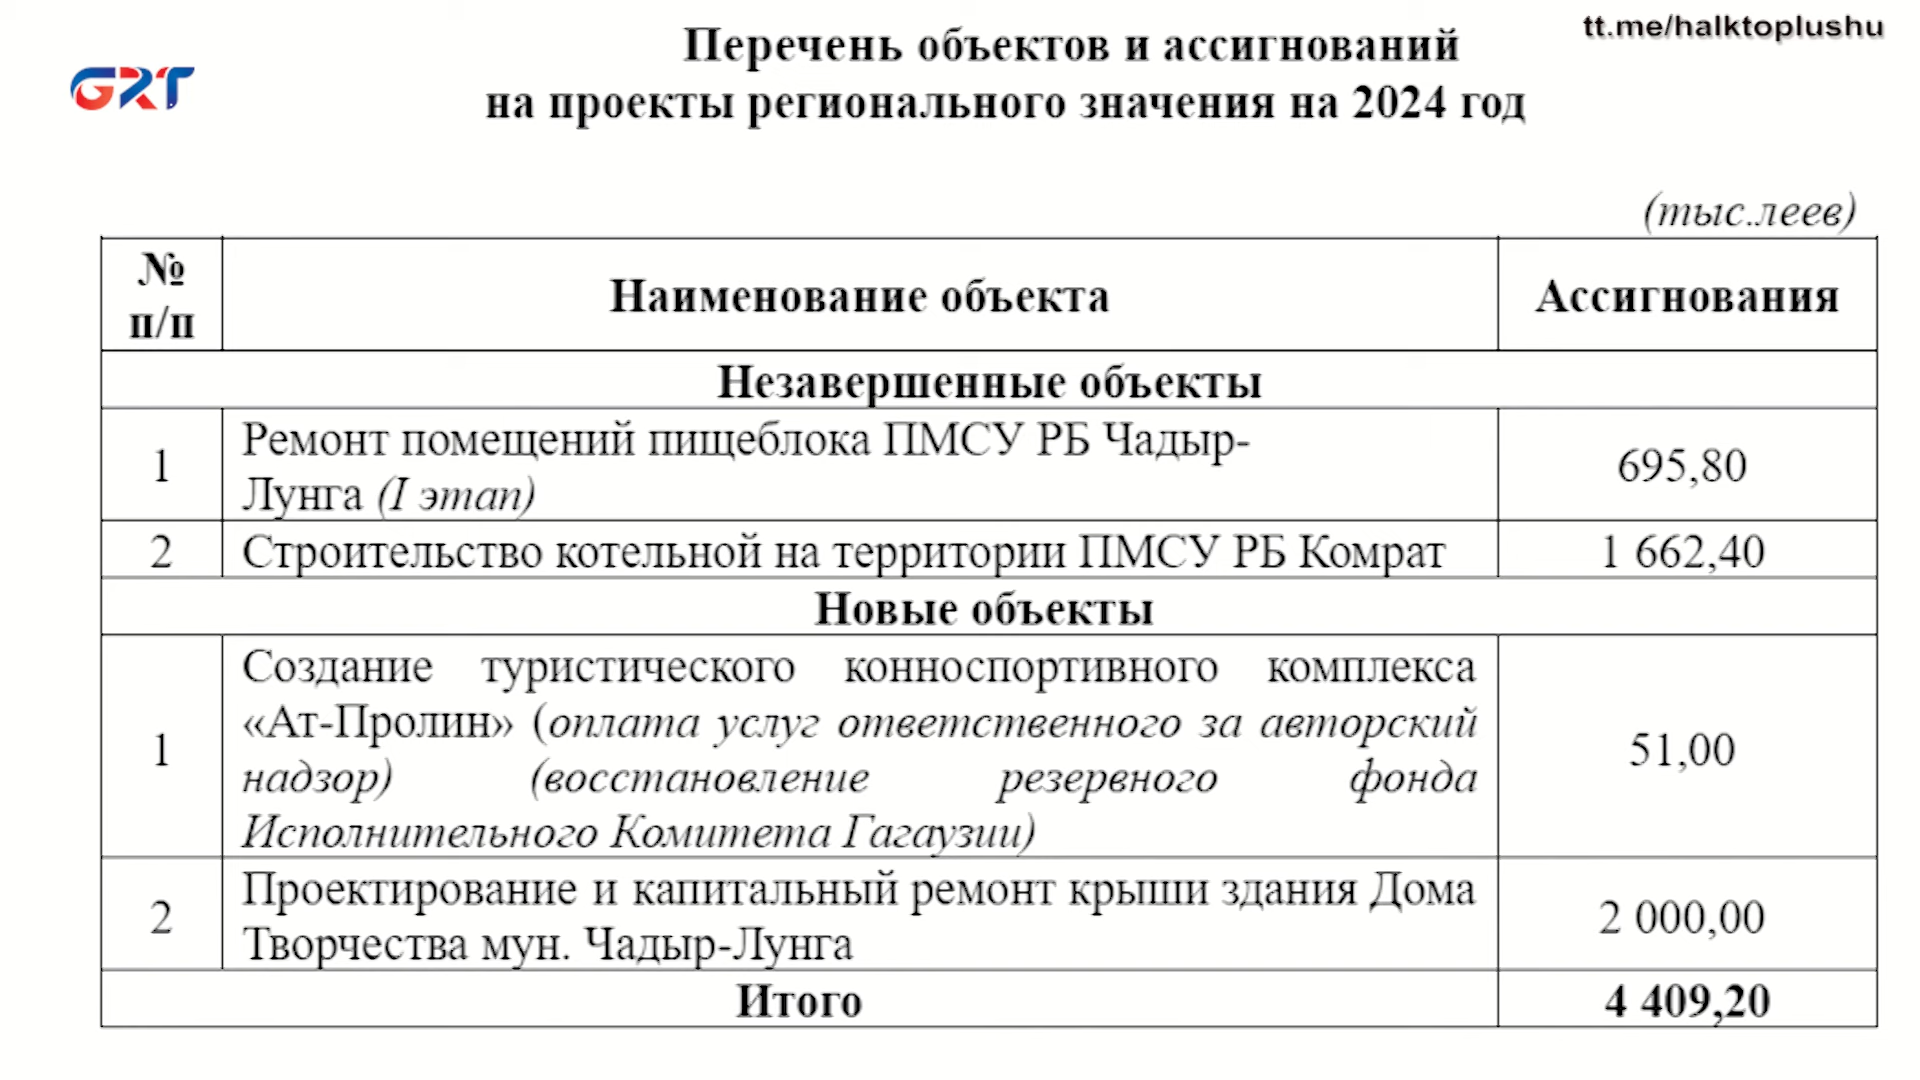 tt.me/halktoplushu
GRT
Перечень объектов и ассигнований
на проекты регионального значения на 2024 год
(тыс.леев)
№
п/п
Наименование объекта
Ассигнования
Незавершенные объекты
1
Ремонт помещений пищеблока ПМСУ РБ Чадыр-
Лунга (I этап)
695,80
2
Строительство котельной на территории ПМСУ РБ Комрат
1 662,40
Новые объекты
1
Создание туристического конноспортивного комплекса
«Ат-Пролин» (оплата услуг ответственного за авторский
надзор) (восстановление резервного фонда
Исполнительного Комитета Гагаузии)
51,00
2
Проектирование и капитальный ремонт крыши здания Дома
Творчества мун. Чадыр-Лунга
2 000,00
Итого
4 409,20